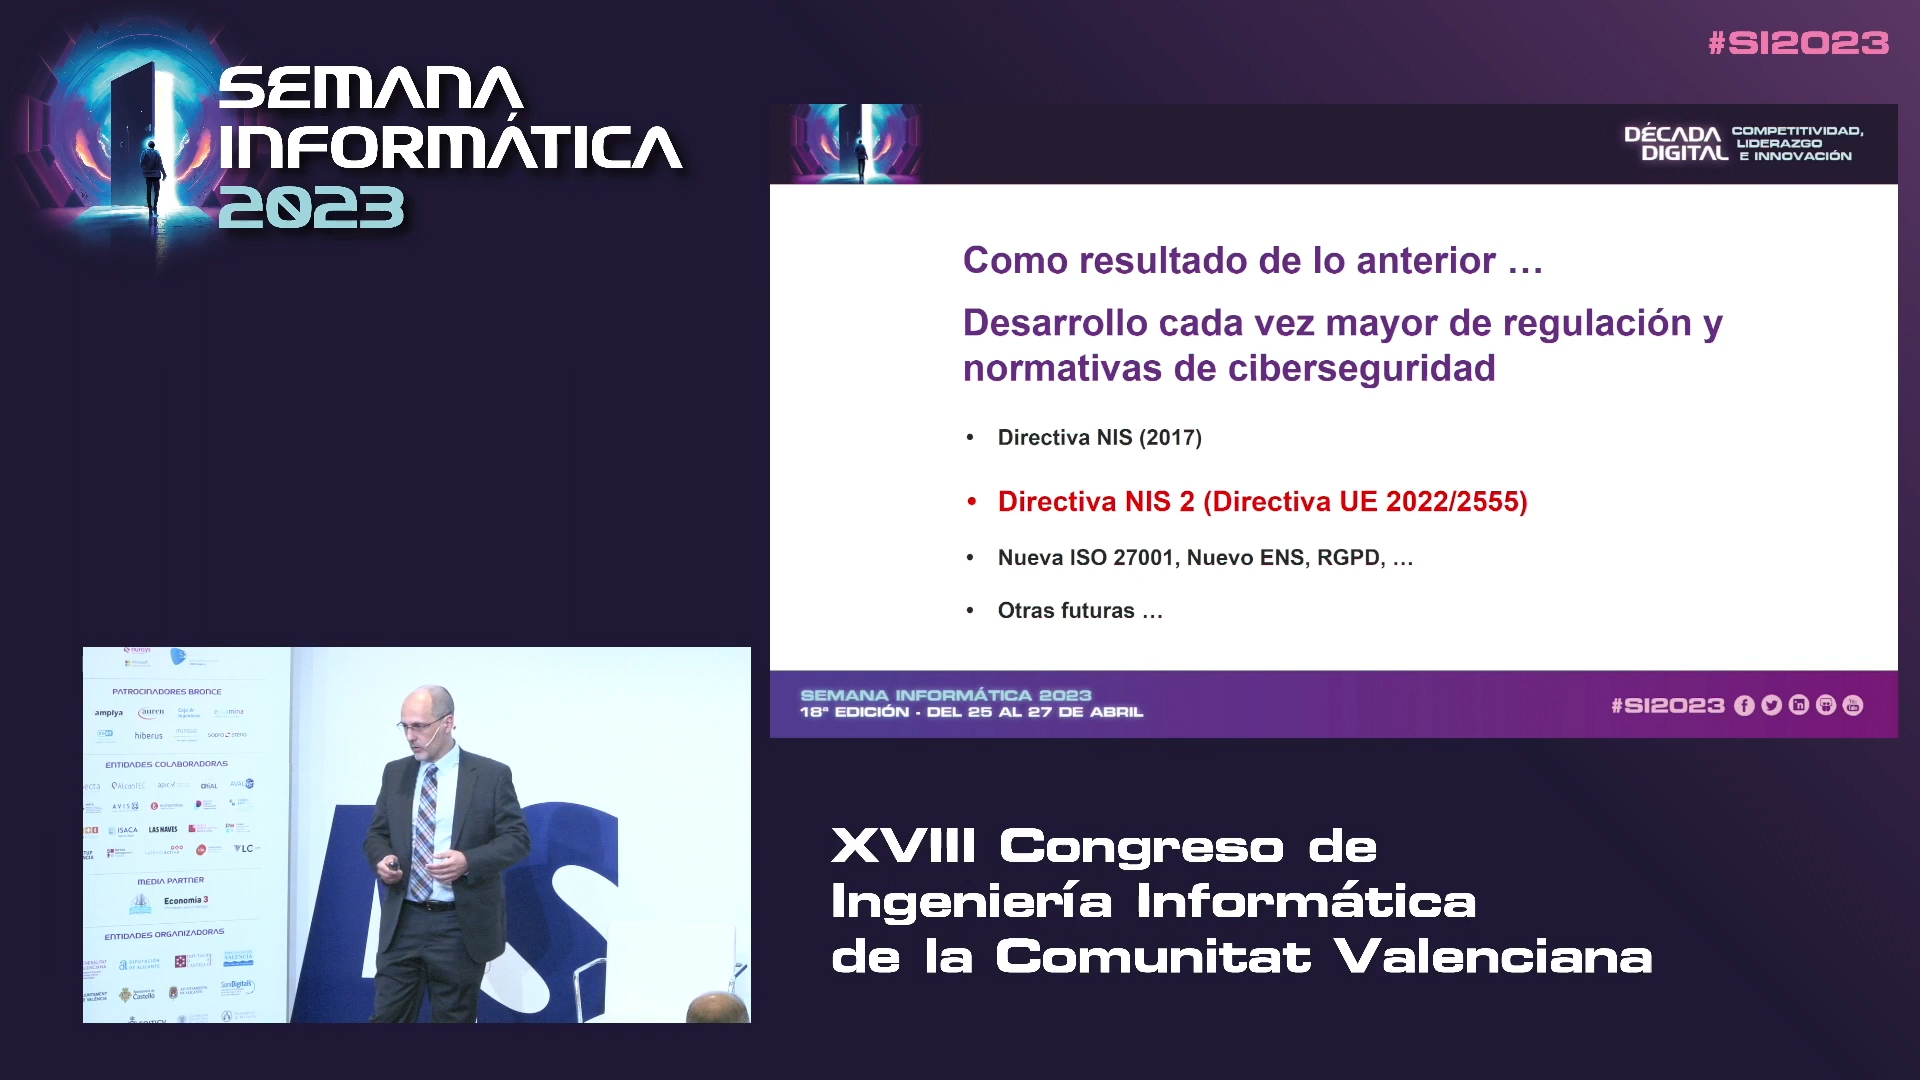 SEMANA
INFORMÁTICA
2023
#SI2023
DÉCADA
DIGITAL
COMPETITIVIDAD,
LIDERAZGO
E INNOVACIÓN
Como resultado de lo anterior …
Desarrollo cada vez mayor de regulación y
normativas de ciberseguridad
• Directiva NIS (2017)
• Directiva NIS 2 (Directiva UE 2022/2555)
• Nueva ISO 27001, Nuevo ENS, RGPD, …
• Otras futuras …
SEMANA INFORMÁTICA 2023
18ª EDICIÓN - DEL 25 AL 27 DE ABRIL
#SI2023
PATROCINADORES BRONCE
amplya auren
hiberus
ENTIDADES COLABORADORAS
ISACA LAS NAVES
VLC
MEDIA PARTNER
Economía 3
ENTIDADES ORGANIZADORAS
XVIII Congreso de
Ingeniería Informática
de la Comunitat Valenciana